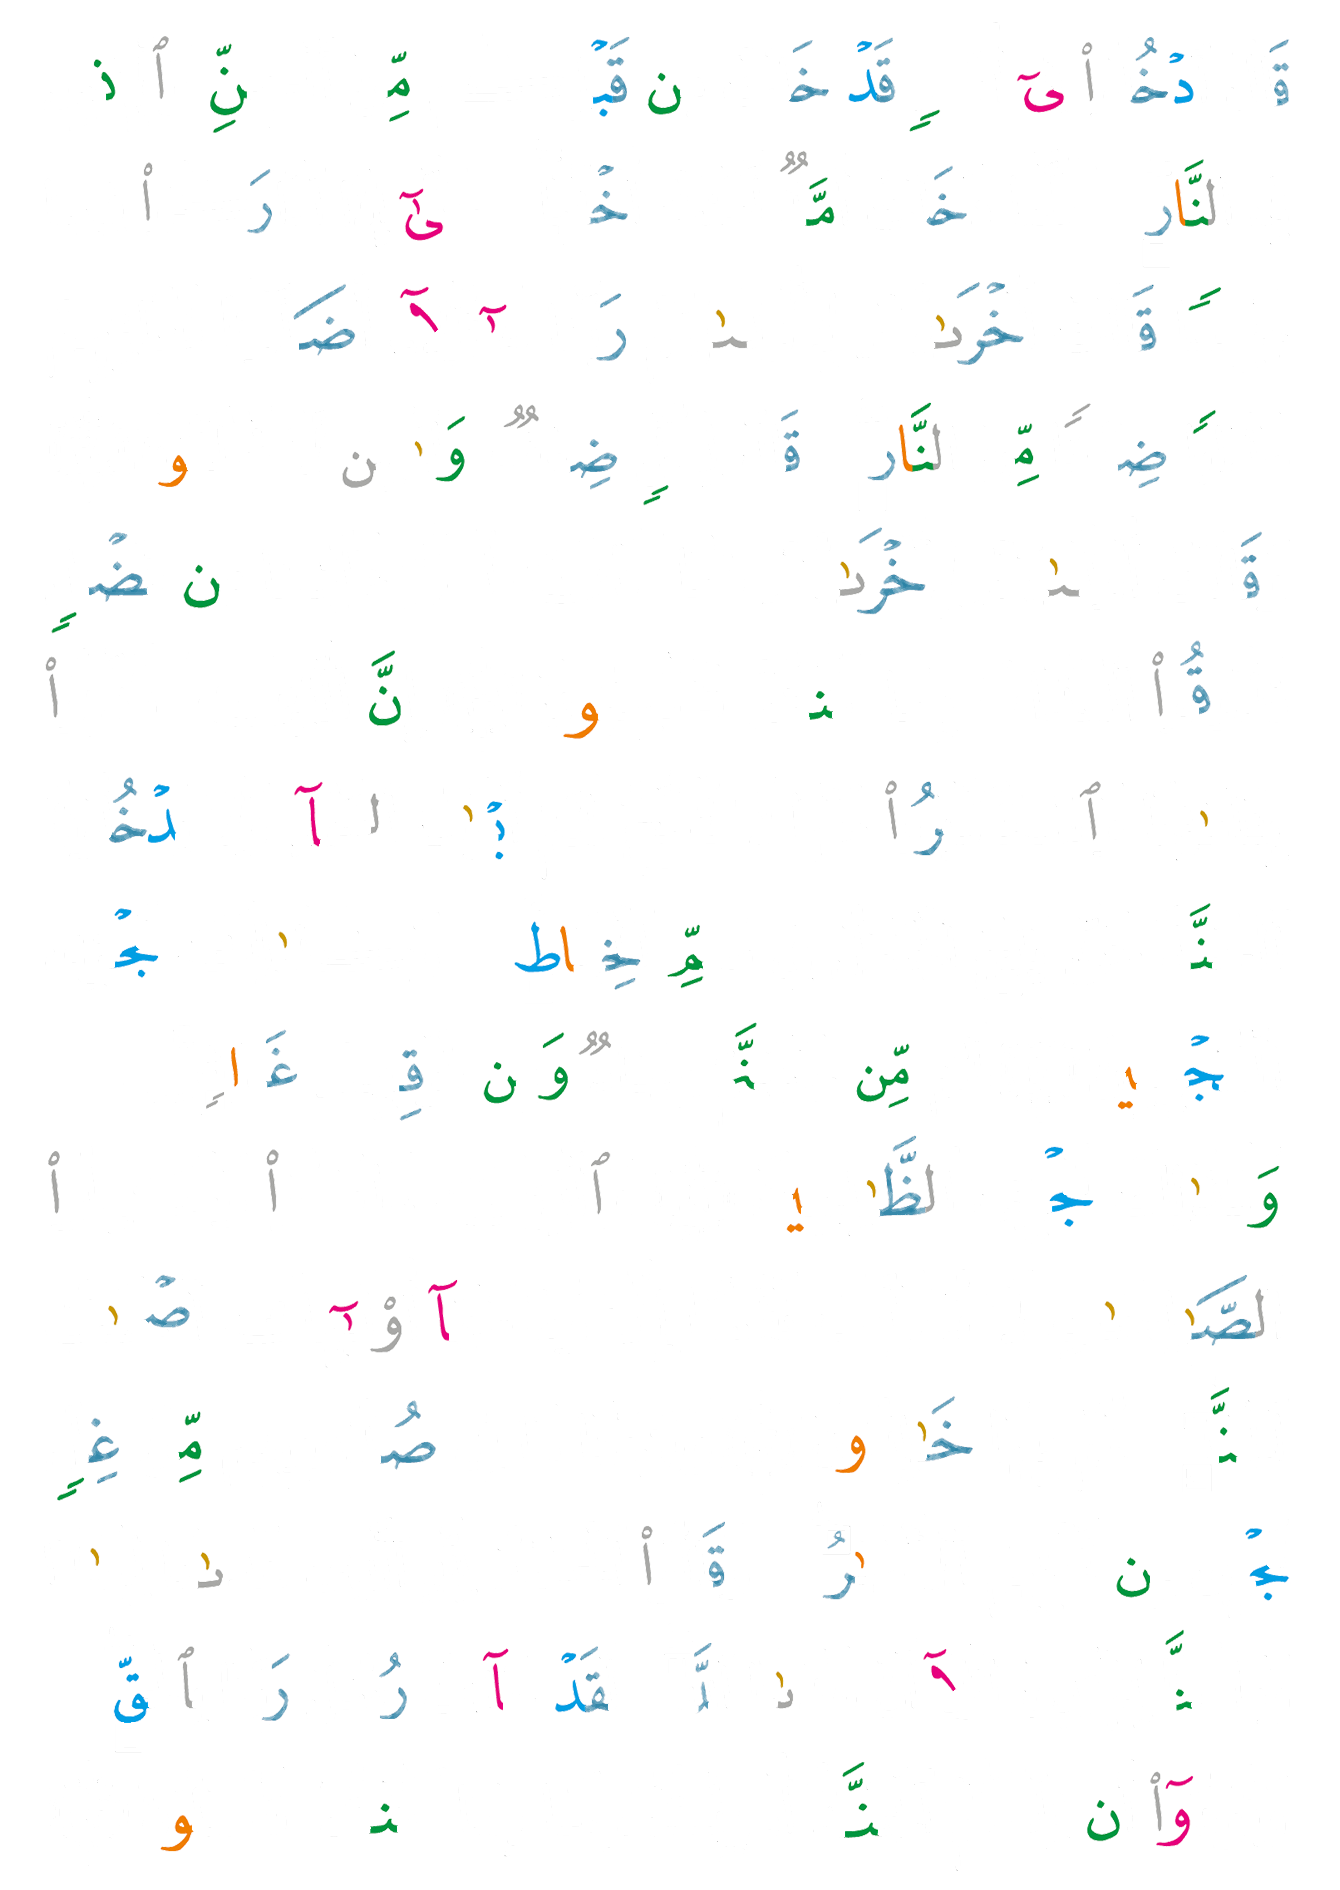 قَ دْخُ ا۟ ىٓ ٍ قَدْ خَ ن قَبْ مِّ نِّ ٱ ن
لنَّار خَ مَّ ٌ خْ ىٰٓ رَ ا۟
ً قَ خْرَىٰ ىٰ رَ آ ٓ ضَ
ً ضِ مِّ ً لنَّار قَ ضِ ٍ ٌ وَ ٰ ن و
قَ ىٰ خْرَىٰ ن ضْ ٍ
قُ ا۟ ن و نَّ ا۟
ٰ ٱ رُ ا۟ بْ ٰ ا آ دْخُ
نَّ مِّ خِ اط ٰ جْ
جْ ي مِّن نَّ ٌ وَ ن قِ غَ ا ٍ
وَ ٰ جْ لظَّٰ ي ٱ ا۟ ا۟
لصَّٰ ٰ آ وْ آ صْ ٰ
نَّ خَٰ و صُ مِّ غِ ٍ
جْ ن رُ ٰ قَ ا۟ ىٰ ٰ
نَّ ٓ ىٰ لَّ قَدْ آ رُ رَ ٱ قِّ
وٓ ا۟ ن نَّ ن و